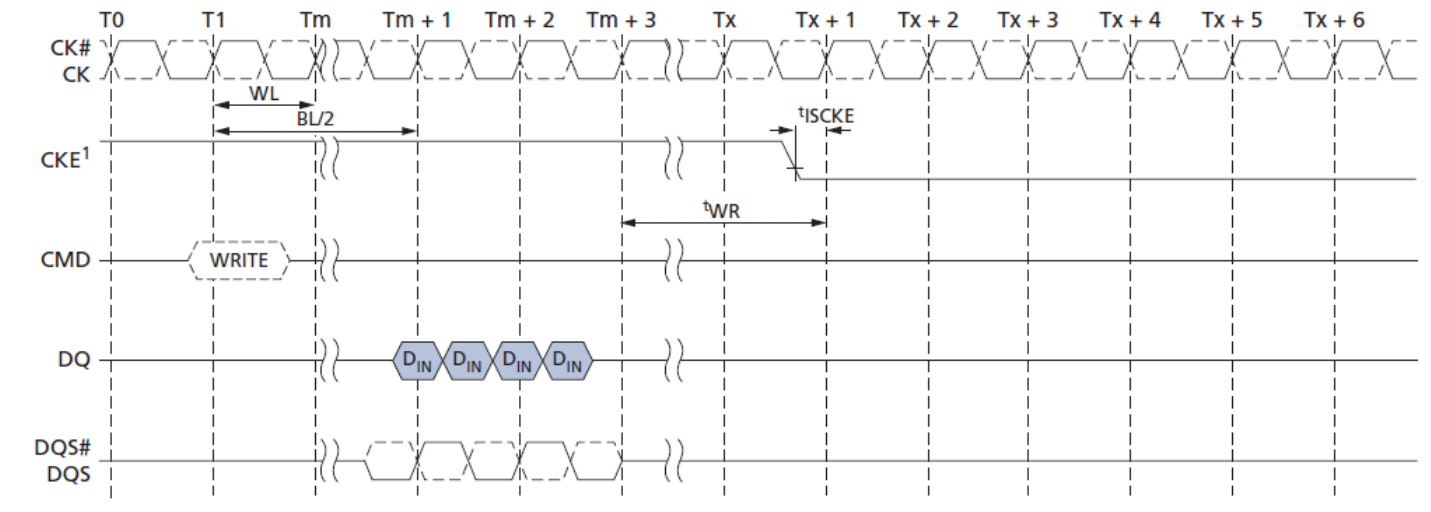 T0 T1 Tm Tm + 1 Tm + 2 Tm + 3 Tx Tx + 1 Tx + 2 Tx + 3 Tx + 4 Tx + 5 Tx + 6
CK#
CK
WL
BL/2
tISCKE
CKE1
tWR
CMD WRITE
DQ DIN DIN DIN DIN
DQS#
DQS